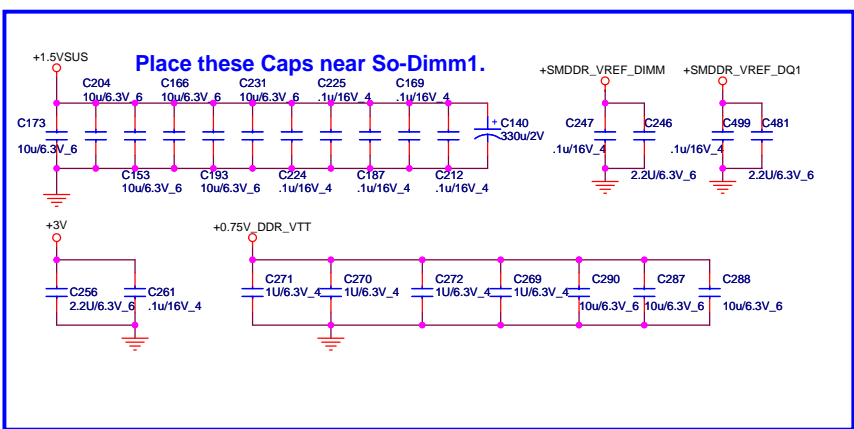 Place these Caps near So-Dimm1.
+1.5VSUS
C204
10u/6.3V_6
C166
10u/6.3V_6
C231
10u/6.3V_6
C225
.1u/16V_4
C169
.1u/16V_4
C173
10u/6.3V_6
C153
10u/6.3V_6
C193
10u/6.3V_6
C224
.1u/16V_4
C187
.1u/16V_4
C212
.1u/16V_4
+
C140
330u/2V
+SMDDR_VREF_DIMM
C247
.1u/16V_4
C246
2.2U/6.3V_6
+SMDDR_VREF_DQ1
C499
.1u/16V_4
C481
2.2U/6.3V_6
+3V
C256
2.2U/6.3V_6
C261
.1u/16V_4
+0.75V_DDR_VTT
C271
1U/6.3V_4
C270
1U/6.3V_4
C272
1U/6.3V_4
C269
1U/6.3V_4
C290
10u/6.3V_6
C287
10u/6.3V_6
C288
10u/6.3V_6